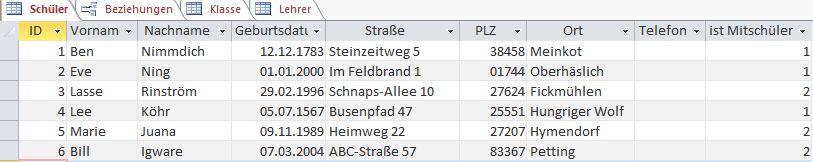 Schüler Beziehungen Klasse Lehrer
ID Vornam Nachname Geburtsdatu Straße PLZ Ort Telefon ist Mitschüler
1 Ben Nimmdich 12.12.1783 Steinzeitweg 5 38458 Meinkot 1
2 Eve Ning 01.01.2000 Im Feldbrand 1 01744 Oberhäslich 1
3 Lasse Rinström 29.02.1996 Schnaps-Allee 10 27624 Fickmühlen 2
4 Lee Köhr 05.07.1567 Busenpfad 47 25551 Hungriger Wolf 1
5 Marie Juana 09.11.1989 Heimweg 22 27207 Hymendorf 2
6 Bill Igware 07.03.2004 ABC-Straße 57 83367 Petting 2